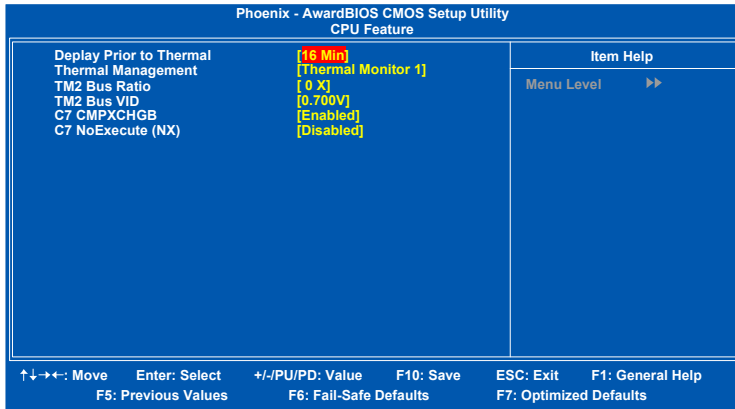 Phoenix - AwardBIOS CMOS Setup Utility
CPU Feature
Deplay Prior to Thermal [16 Min]
Thermal Management [Thermal Monitor 1]
TM2 Bus Ratio [ 0 X]
TM2 Bus VID [0.700V]
C7 CMPXCHGB [Enabled]
C7 NoExecute (NX) [Disabled]
Item Help
Menu Level ▶▶
↑↓→←: Move Enter: Select +/-/PU/PD: Value F10: Save ESC: Exit F1: General Help
F5: Previous Values F6: Fail-Safe Defaults F7: Optimized Defaults